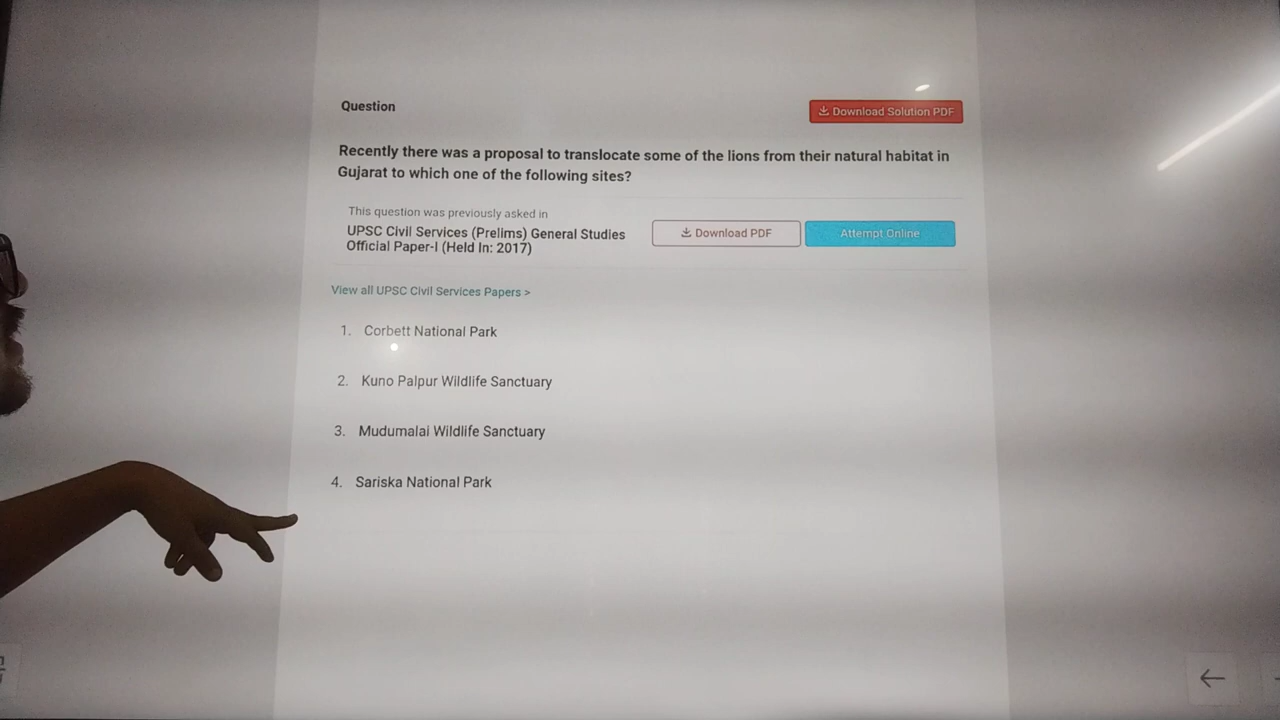 Question
Download Solution PDF
Recently there was a proposal to translocate some of the lions from their natural habitat in
Gujarat to which one of the following sites?
This question was previously asked in
UPSC Civil Services (Prelims) General Studies
Official Paper-I (Held In: 2017)
Download PDF
Attempt Online
View all UPSC Civil Services Papers >
1. Corbett National Park
2. Kuno Palpur Wildlife Sanctuary
3. Mudumalai Wildlife Sanctuary
4. Sariska National Park